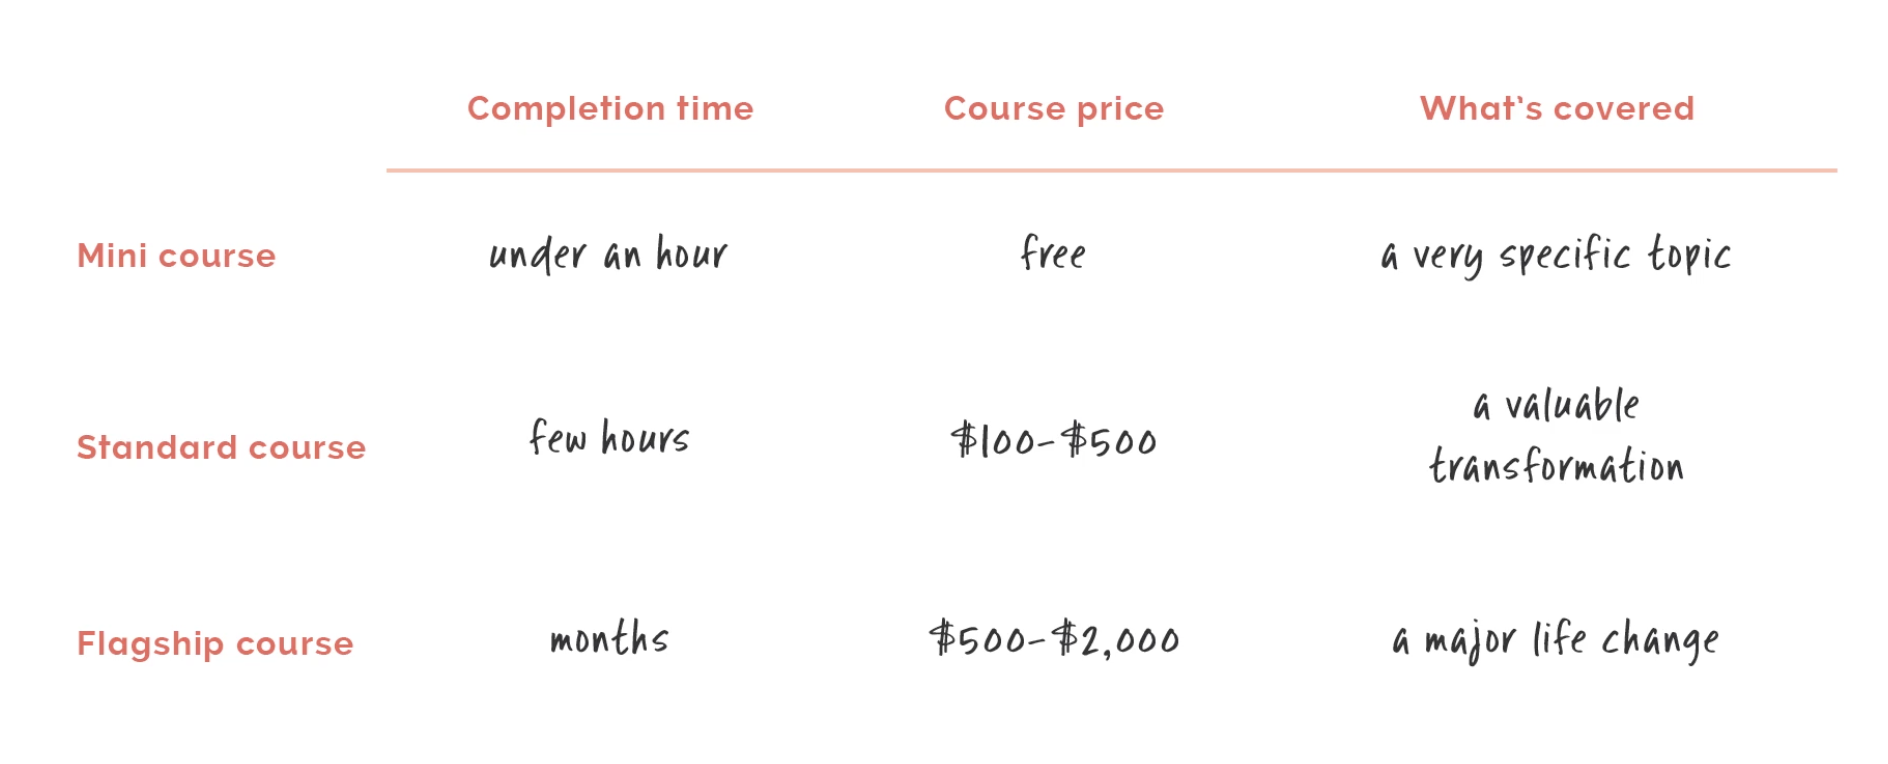 Completion time Course price What's covered
Mini course under an hour free a very specific topic
Standard course few hours $100-$500 a valuable
transformation
Flagship course months $500-$2,000 a major life change